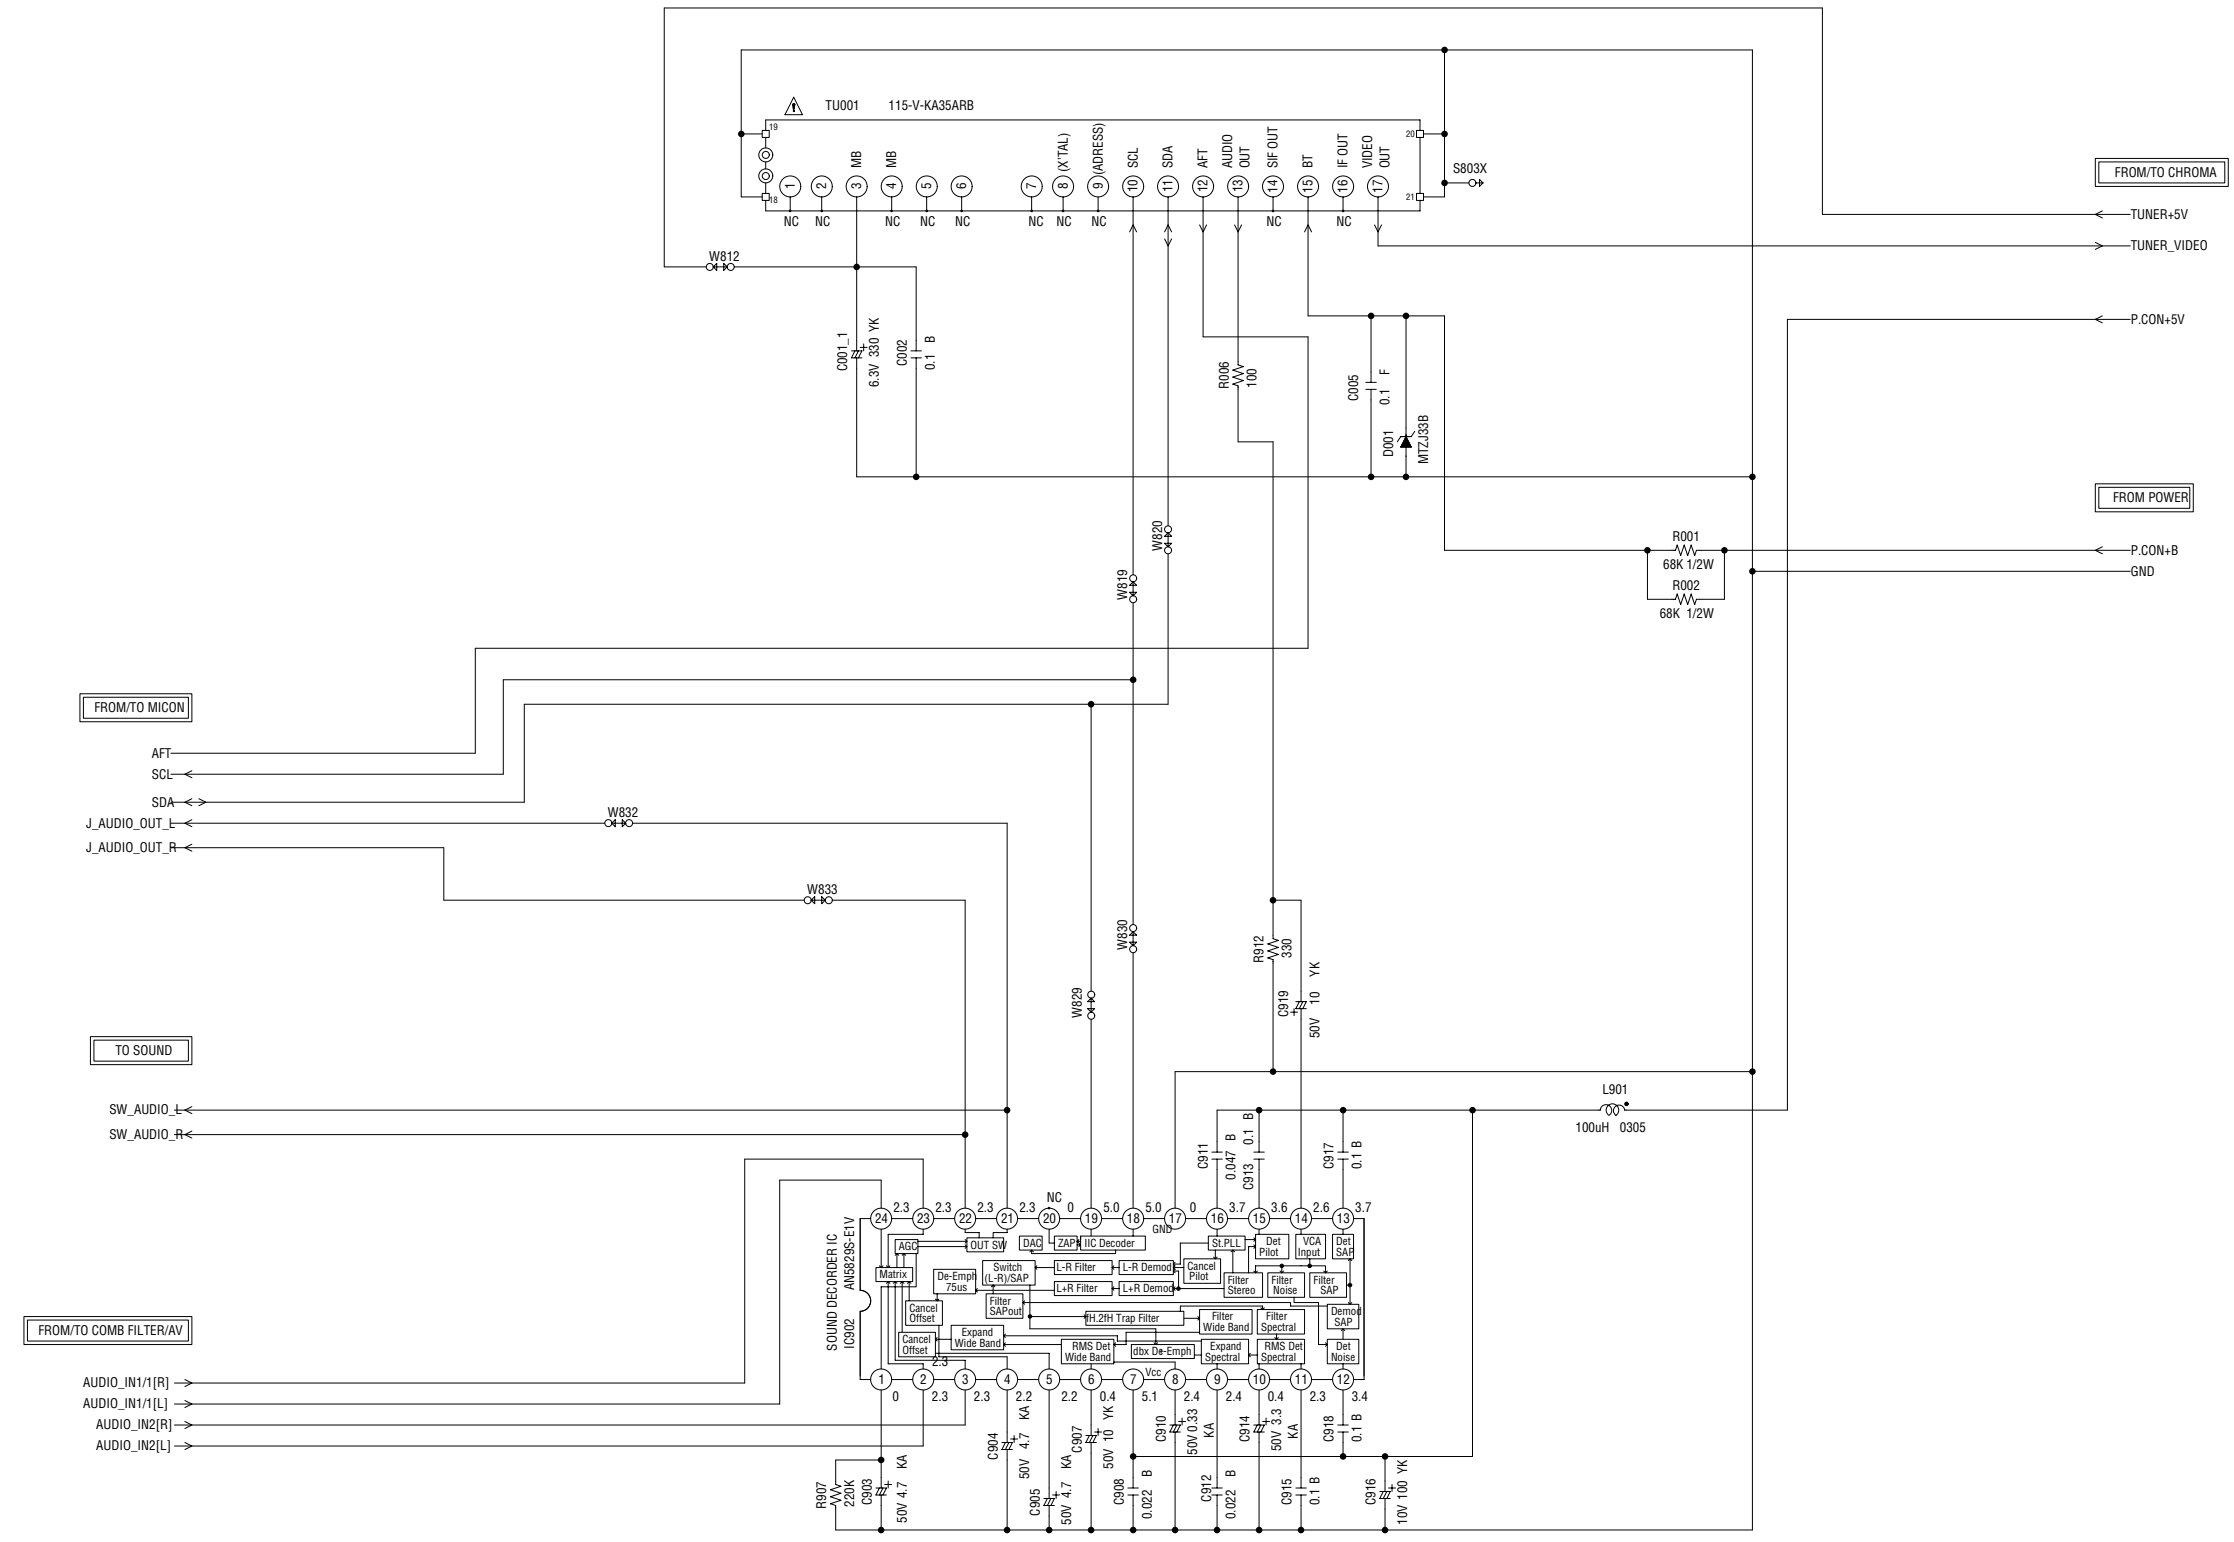 TU001 115-V-KA35ARB
19
18
20
21
S803X
MB
MB
(X'TAL)
(ADRESS)
SCL
SDA
AFT
AUDIO OUT
SIF OUT
BT
IF OUT
VIDEO OUT
1 2 3 4 5 6 7 8 9 10 11 12 13 14 15 16 17
NC NC NC NC NC NC NC NC NC NC
FROM/TO CHROMA
TUNER+5V
TUNER_VIDEO
P.CON+5V
W812
C001_1
6.3V 330 YK
C002
0.1 B
R006
100
C005
0.1 F
D001
MTZJ33B
FROM POWER
P.CON+B
GND
R001
68K 1/2W
R002
68K 1/2W
W820
W819
FROM/TO MICON
AFT
SCL
SDA
J_AUDIO_OUT_L
J_AUDIO_OUT_R
W832
W833
W830
W829
R912
330
C919
50V 10 YK
TO SOUND
SW_AUDIO_L
SW_AUDIO_R
L901
100uH 0305
C911
0.047 B
C913
0.1 B
C917
0.1 B
NC
24 2.3 23 2.3 22 2.3 21 2.3 20 0 19 5.0 18 5.0 17 0 16 3.7 15 3.6 14 2.6 13 3.7
GND
SOUND DECORDER IC
IC902
AN5829S-E1V
AGC
OUT SW
DAC
ZAP
IIC Decoder
St.PLL
Det Pilot
VCA Input
Det SAP
Matrix
De-Emph 75us
Switch (L-R)/SAP
L-R Filter
L-R Demod
Cancel Pilot
L+R Filter
L+R Demod
Filter Stereo
Filter Noise
Filter SAP
Cancel Offset
Filter SAPout
fH.2fH Trap Filter
Filter Wide Band
Filter Spectral
Demod SAP
Cancel Offset
Expand Wide Band
RMS Det Wide Band
dbx De-Emph
Expand Spectral
RMS Det Spectral
Det Noise
2.3
Vcc
1 0 2 2.3 3 2.3 4 2.2 5 2.2 6 0.4 7 5.1 8 2.4 9 2.4 10 0.4 11 2.3 12 3.4
FROM/TO COMB FILTER/AV
AUDIO_IN1/1[R]
AUDIO_IN1/1[L]
AUDIO_IN2[R]
AUDIO_IN2[L]
R907
220K
C903
50V 4.7 KA
C904
50V 4.7 KA
C905
50V 4.7 KA
C907
50V 10 YK
C908
0.022 B
C910
50V 0.33 KA
C912
0.022 B
C914
50V 3.3 KA
C915
0.1 B
C918
0.1 B
C916
10V 100 YK